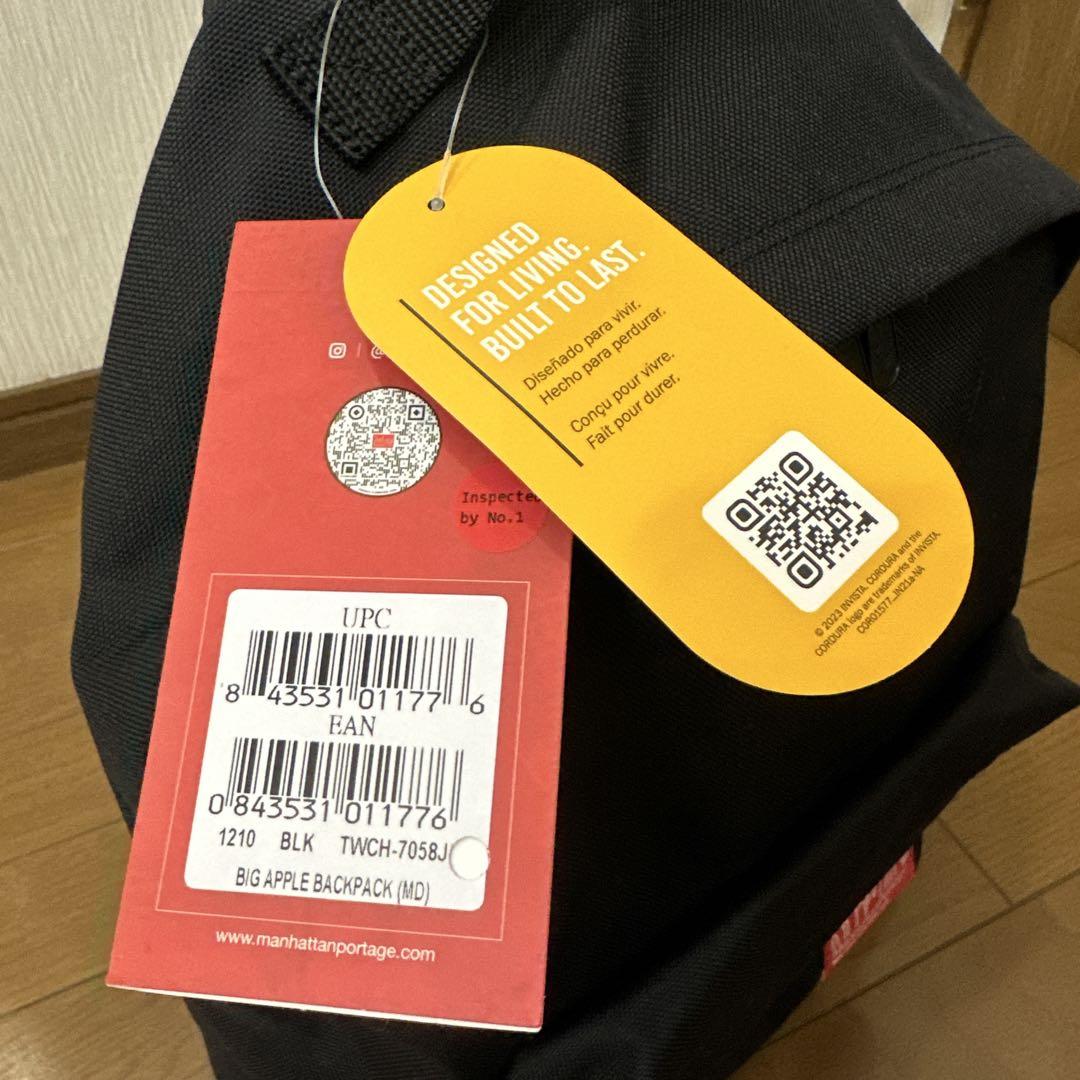 DESIGNED
FOR LIVING.
BUILT TO LAST.
Diseñado para vivir.
Hecho para perdurar.
Conçu pour vivre.
Fait pour durer.
© 2023 INVISTA. CORDURA and the
CORDURA logo are trademarks of INVISTA.
COR01577_IN21a-NA
@
Inspected
by No.1
UPC
8 43531 01177 6
EAN
0 843531 011776
1210 BLK TWCH-7058J
BIG APPLE BACKPACK (MD)
www.manhattanportage.com